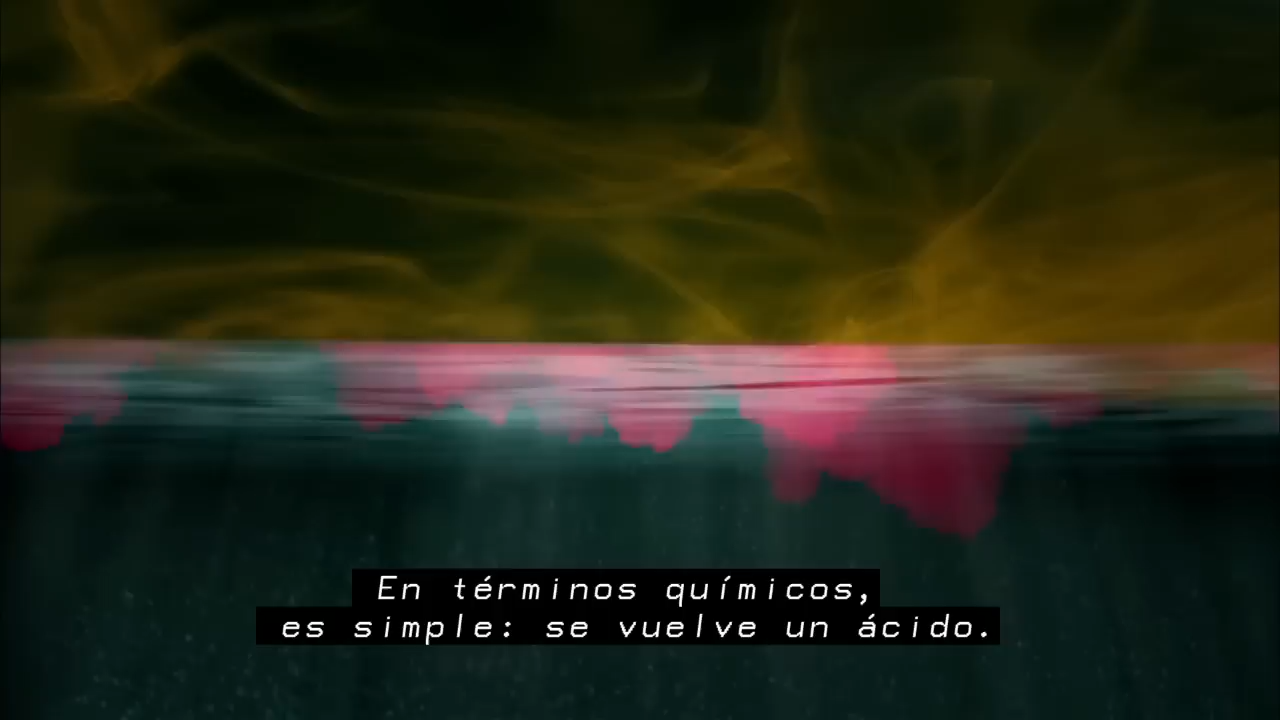 En términos químicos,
es simple: se vuelve un ácido.